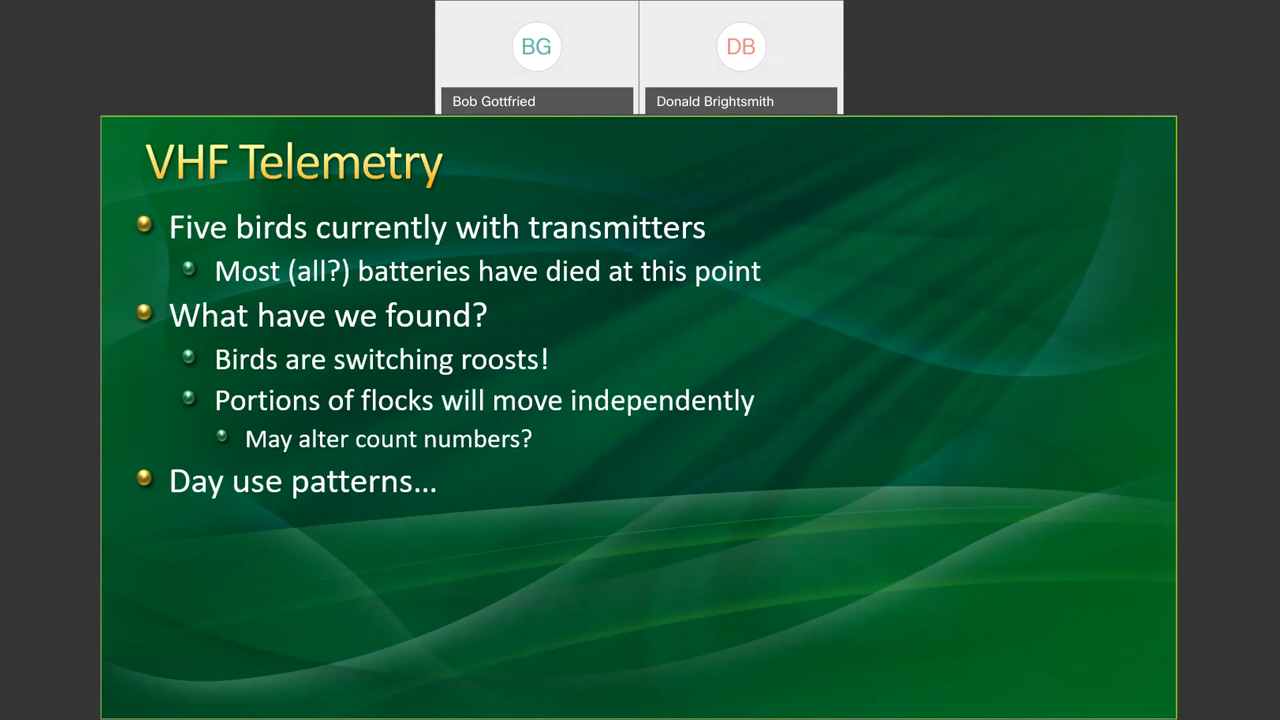 BG
DB
Bob Gottfried
Donald Brightsmith
VHF Telemetry
Five birds currently with transmitters
Most (all?) batteries have died at this point
What have we found?
Birds are switching roosts!
Portions of flocks will move independently
May alter count numbers?
Day use patterns…